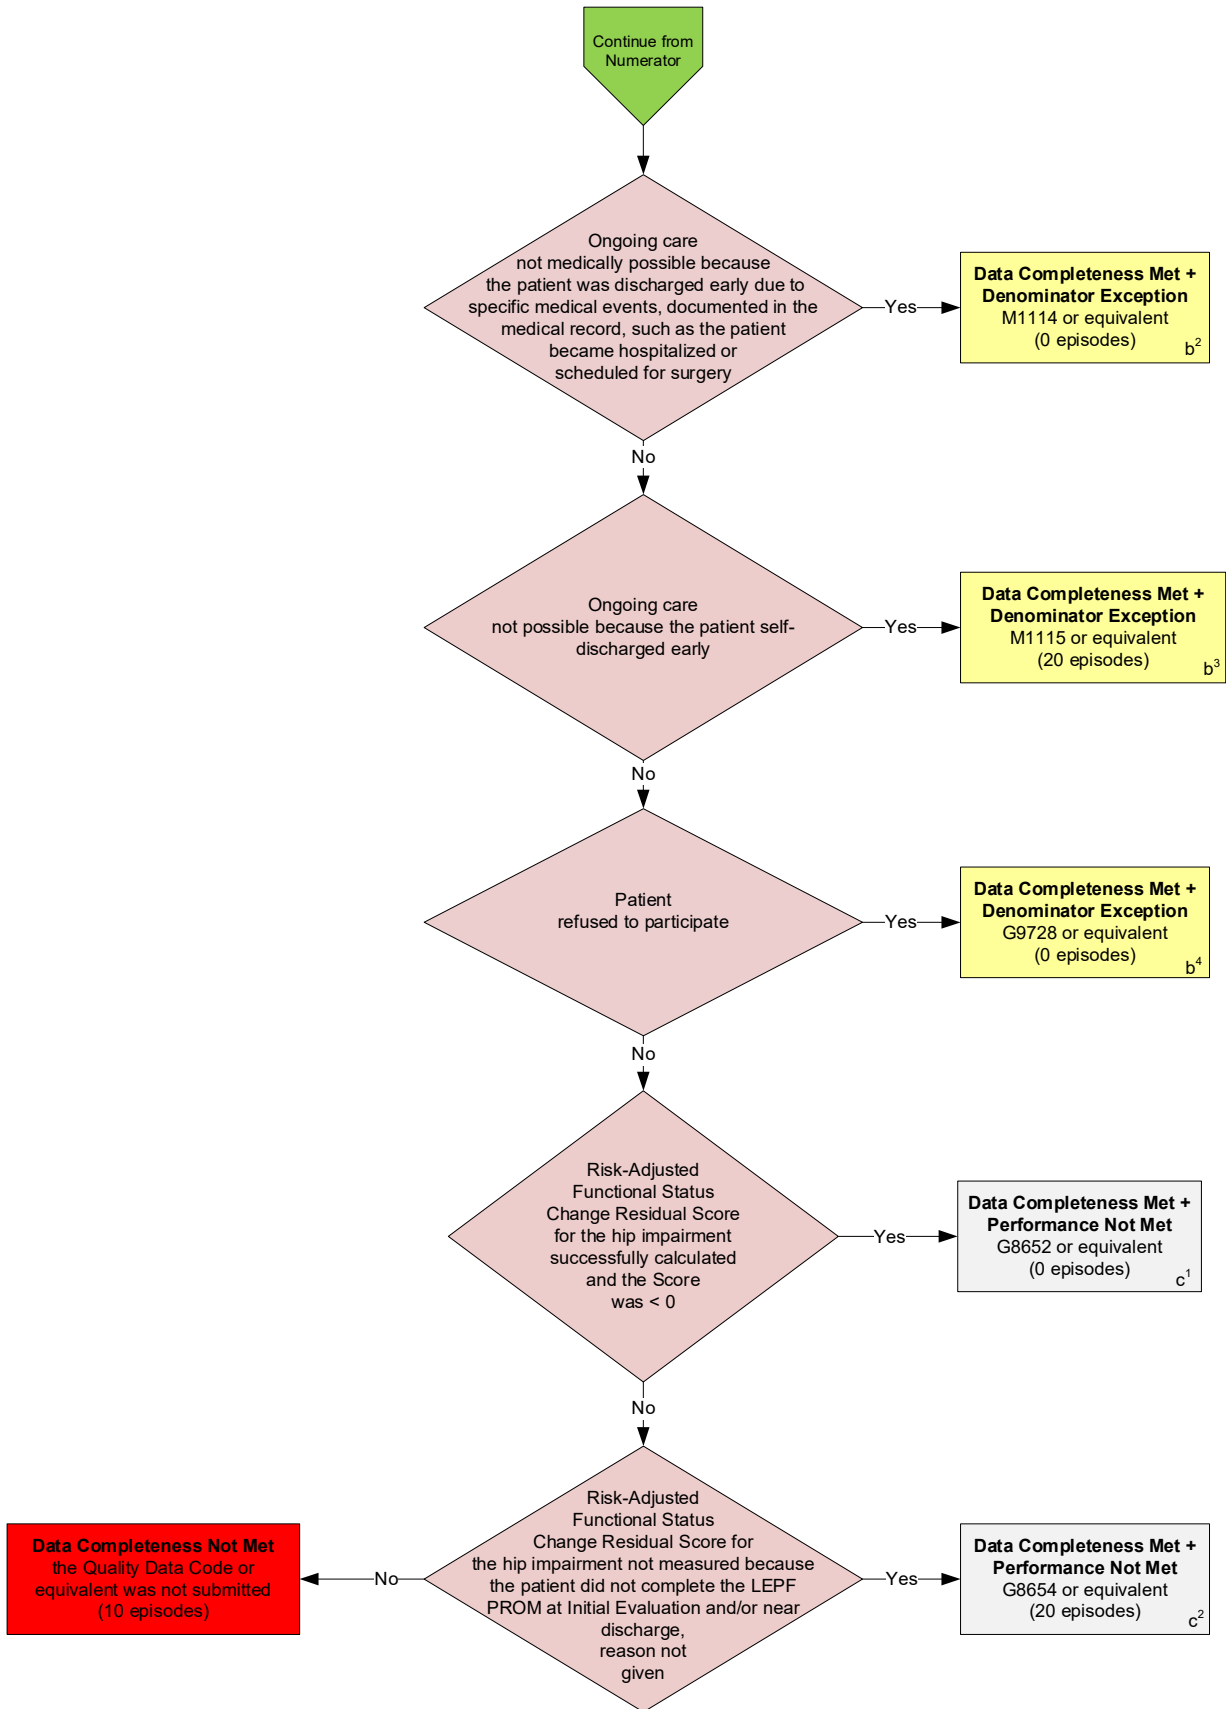 Continue from
Numerator
Ongoing care
not medically possible because
the patient was discharged early due to
specific medical events, documented in the
medical record, such as the patient
became hospitalized or
scheduled for surgery
Yes
Data Completeness Met +
Denominator Exception
M1114 or equivalent
(0 episodes)
b²
No
Ongoing care
not possible because the patient self-
discharged early
Yes
Data Completeness Met +
Denominator Exception
M1115 or equivalent
(20 episodes)
b³
No
Patient
refused to participate
Yes
Data Completeness Met +
Denominator Exception
G9728 or equivalent
(0 episodes)
b⁴
No
Risk-Adjusted
Functional Status
Change Residual Score
for the hip impairment
successfully calculated
and the Score
was < 0
Yes
Data Completeness Met +
Performance Not Met
G8652 or equivalent
(0 episodes)
c¹
No
Risk-Adjusted
Functional Status
Change Residual Score for
the hip impairment not measured because
the patient did not complete the LEPF
PROM at Initial Evaluation and/or near
discharge,
reason not
given
Yes
Data Completeness Met +
Performance Not Met
G8654 or equivalent
(20 episodes)
c²
No
Data Completeness Not Met
the Quality Data Code or
equivalent was not submitted
(10 episodes)